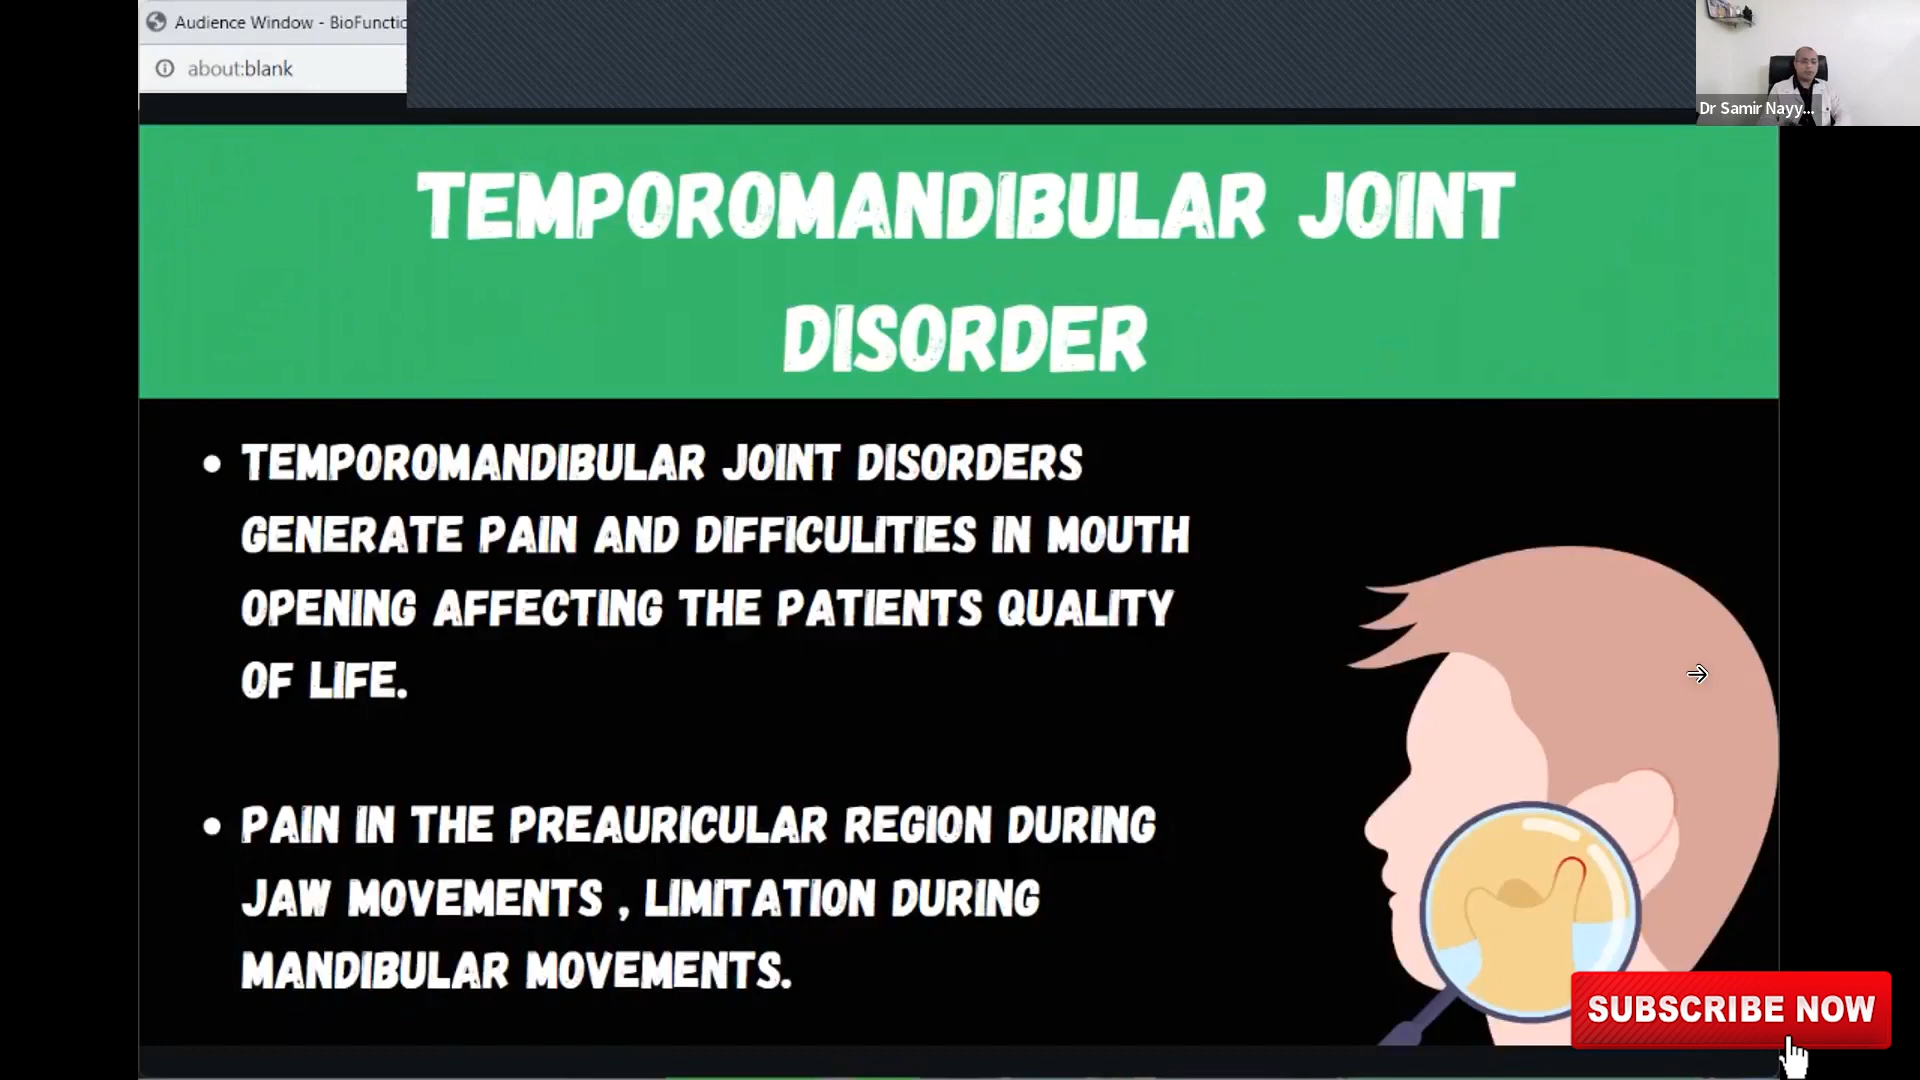 Audience Window - BioFunctio
about:blank
Dr Samir Nayy...
TEMPOROMANDIBULAR JOINT
DISORDER
• TEMPOROMANDIBULAR JOINT DISORDERS
GENERATE PAIN AND DIFFICULITIES IN MOUTH
OPENING AFFECTING THE PATIENTS QUALITY
OF LIFE.
• PAIN IN THE PREAURICULAR REGION DURING
JAW MOVEMENTS , LIMITATION DURING
MANDIBULAR MOVEMENTS.
SUBSCRIBE NOW